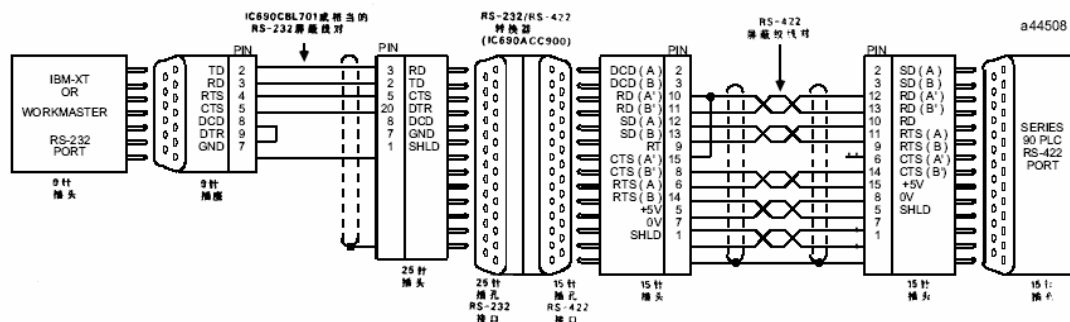 IC690CBL701或相当的
RS-232屏蔽线对
RS-232/RS-422
转换器
(IC690ACC900)
RS-422
屏蔽绞线对
a44508
IBM-XT
OR
WORKMASTER
RS-232
PORT
9针
插头
9针
插座
PIN
TD 2
RD 3
RTS 4
CTS 5
DCD 8
DTR 9
GND 7
PIN
3 RD
2 TD
5 CTS
20 DTR
8 DCD
7 GND
1 SHLD
25针
插头
25针
插孔
RS-232
接口
15针
插孔
RS-422
接口
PIN
DCD(A) 2
DCD(B) 3
RD(A') 10
RD(B') 11
SD(A) 12
SD(B) 13
RT 9
CTS(A') 15
CTS(B') 8
RTS(A) 6
RTS(B) 14
+5V 5
0V 7
SHLD 1
15针
插头
PIN
2 SD(A)
3 SD(B)
12 RD(A')
13 RD(B')
10 RD
11 RTS(A)
9 RTS(B)
6 CTS(A')
14 CTS(B')
15 +5V
8 0V
5 SHLD
7
1
15针
插头
SERIES
90 PLC
RS-422
PORT